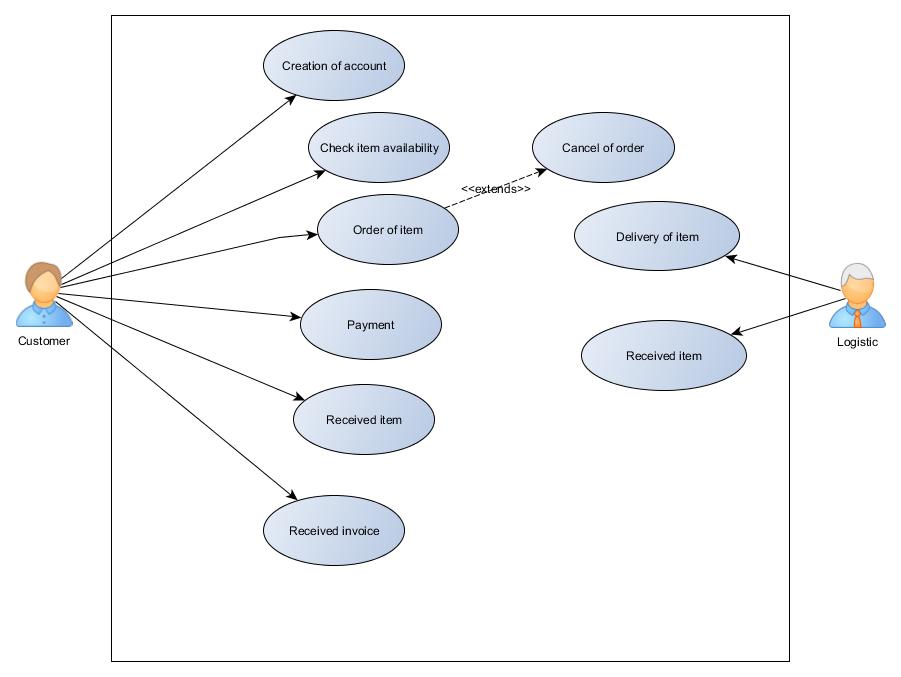 Creation of account
Check item availability
Cancel of order
<<extends>>
Order of item
Delivery of item
Payment
Customer
Logistic
Received item
Received item
Received invoice